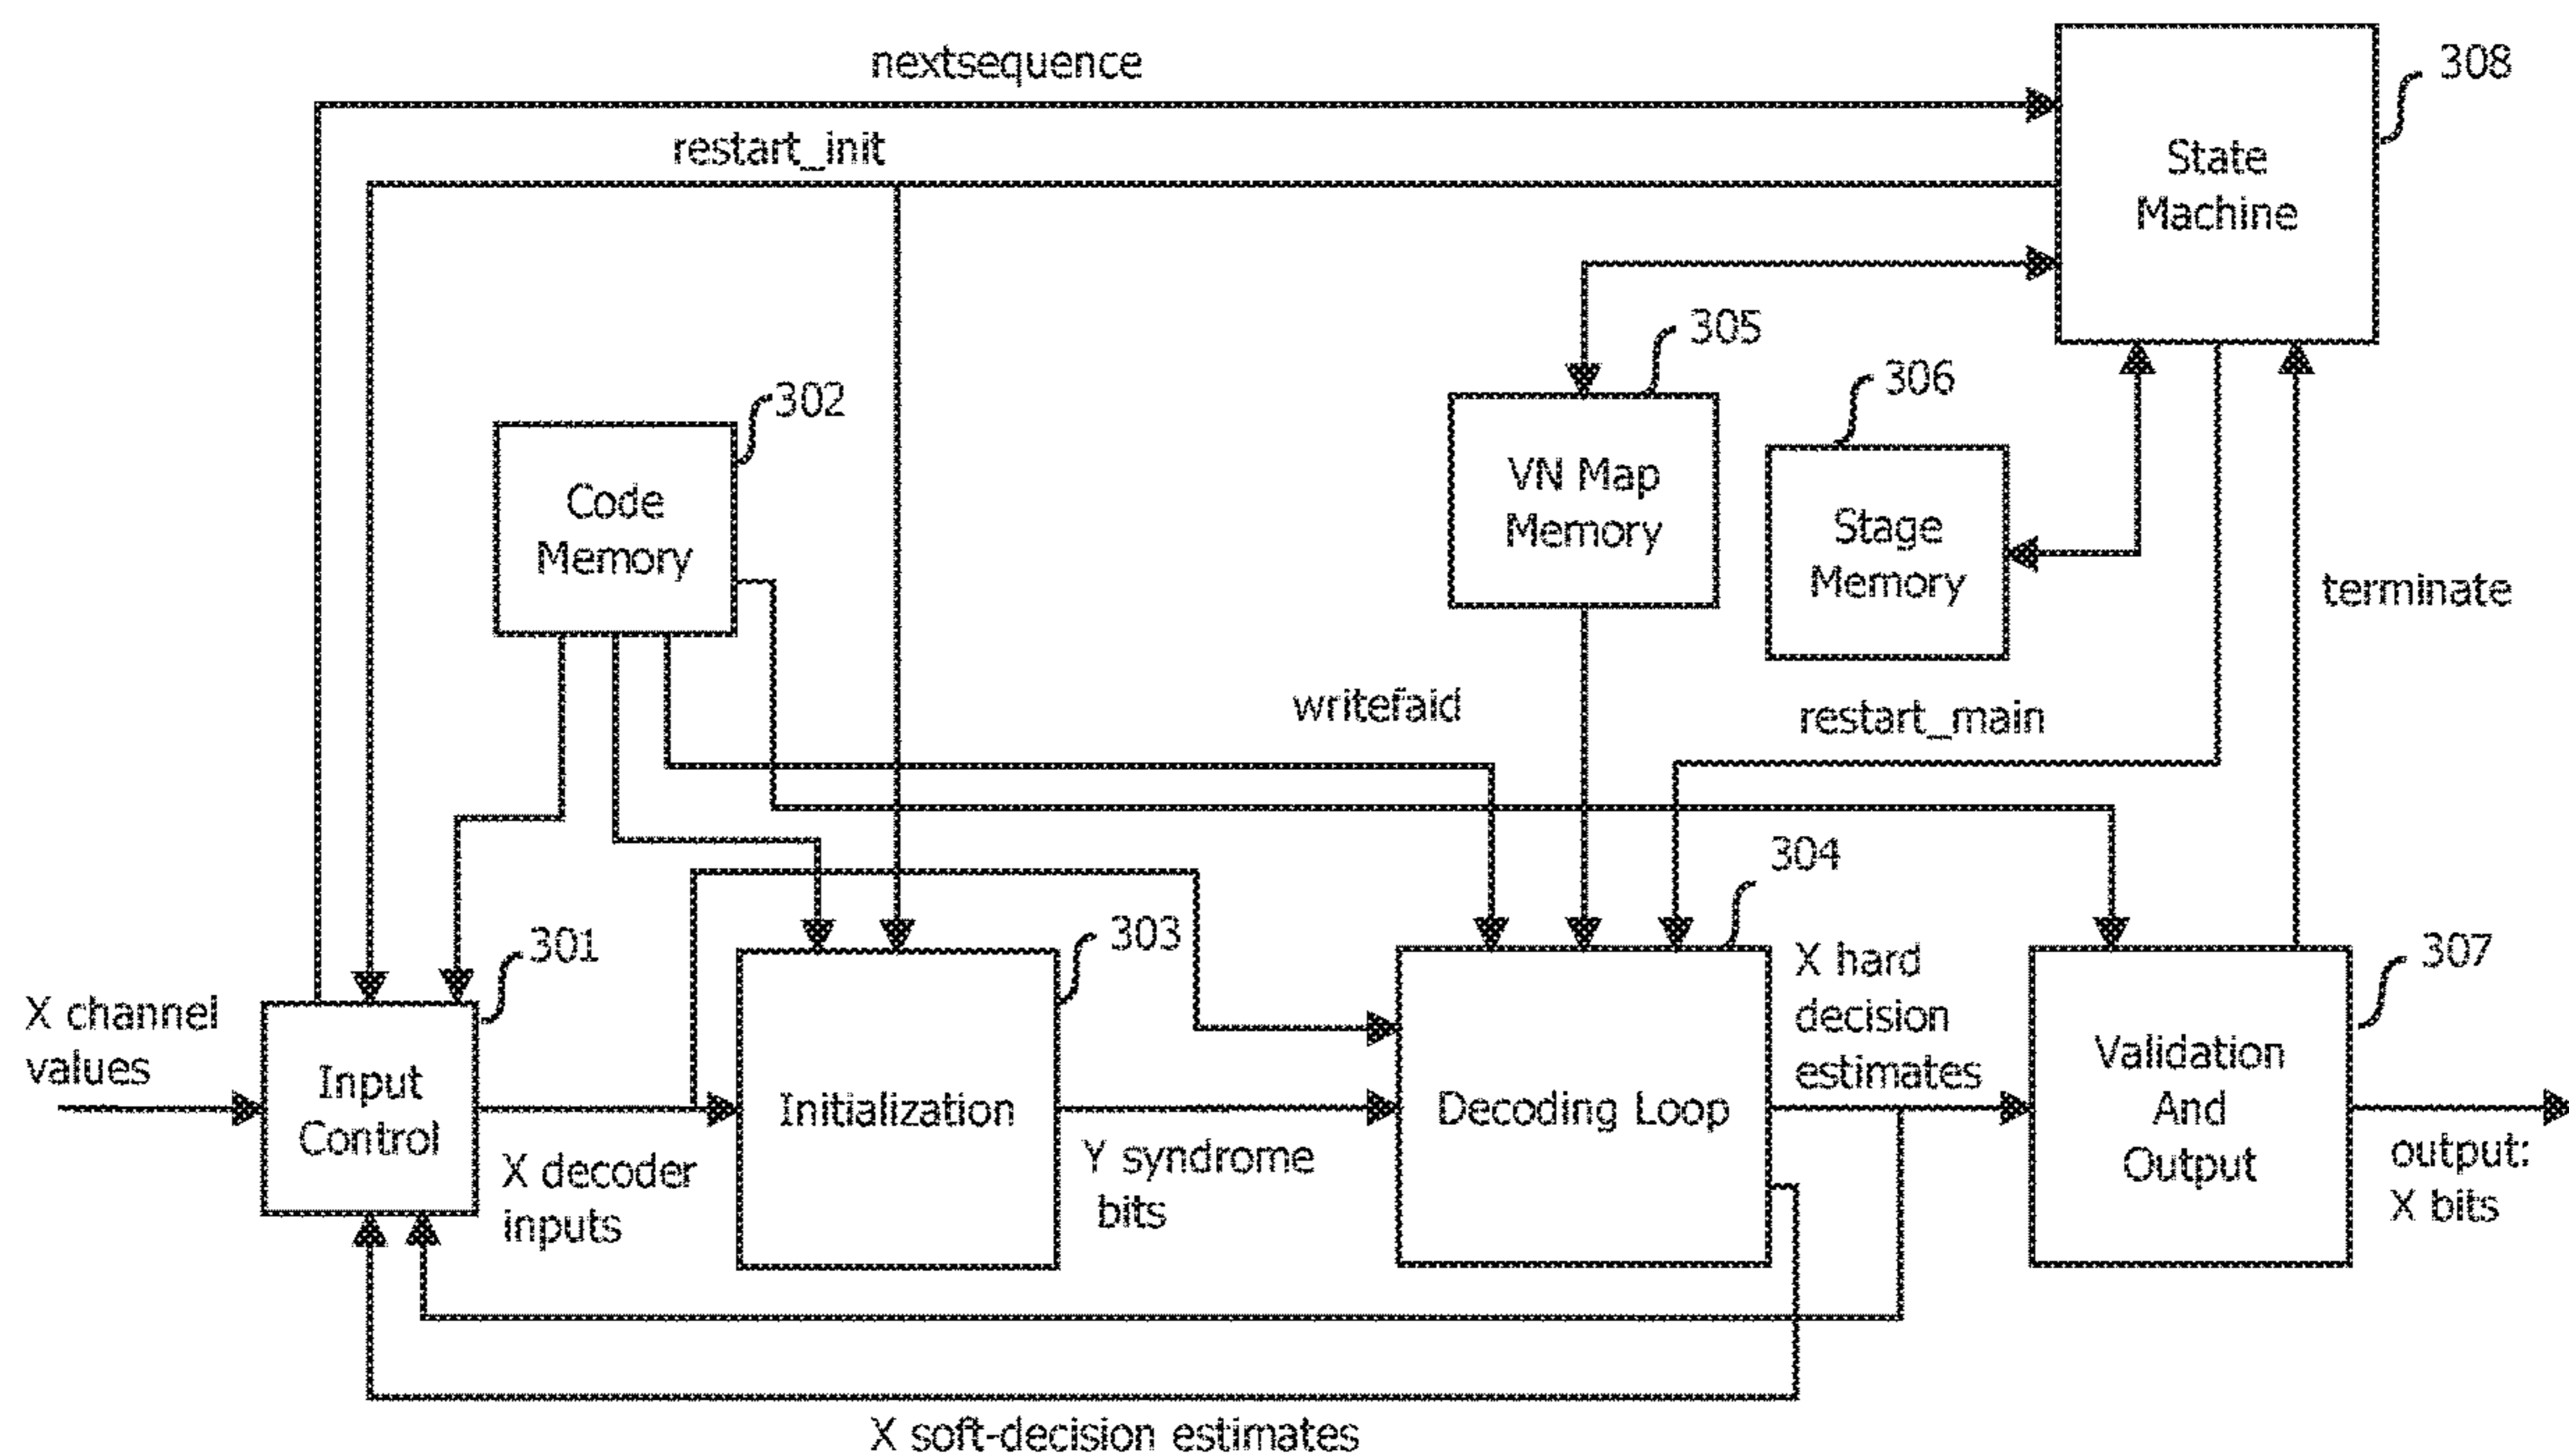 nextsequence
308
restart_init
State
Machine
305
306
302
VN Map
Memory
Code
Memory
Stage
Memory
terminate
writefaid
restart_main
304
303
301
X hard
decision
estimates
307
X channel
values
Input
Control
Initialization
Decoding Loop
Validation
And
Output
X decoder
inputs
Y syndrome
bits
output:
X bits
X soft-decision estimates